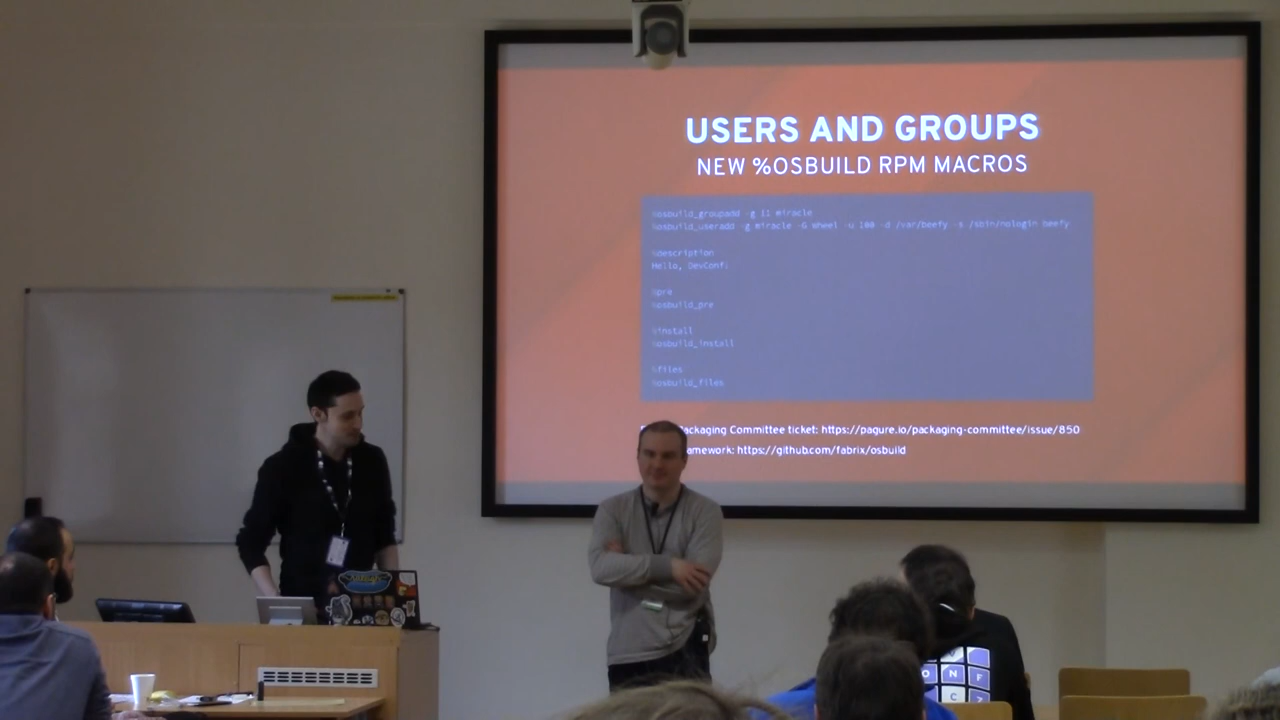 USERS AND GROUPS
NEW %OSBUILD RPM MACROS
%osbuild_groupadd -g 11 miracle
%osbuild_useradd -g miracle -G wheel -u 100 -d /var/beefy -s /sbin/nologin beefy
%description
Hello, DevConf!
%pre
%osbuild_pre
%install
%osbuild_install
%files
%osbuild_files
Packaging Committee ticket: https://pagure.io/packaging-committee/issue/850
https://github.com/fabrix/osbuild